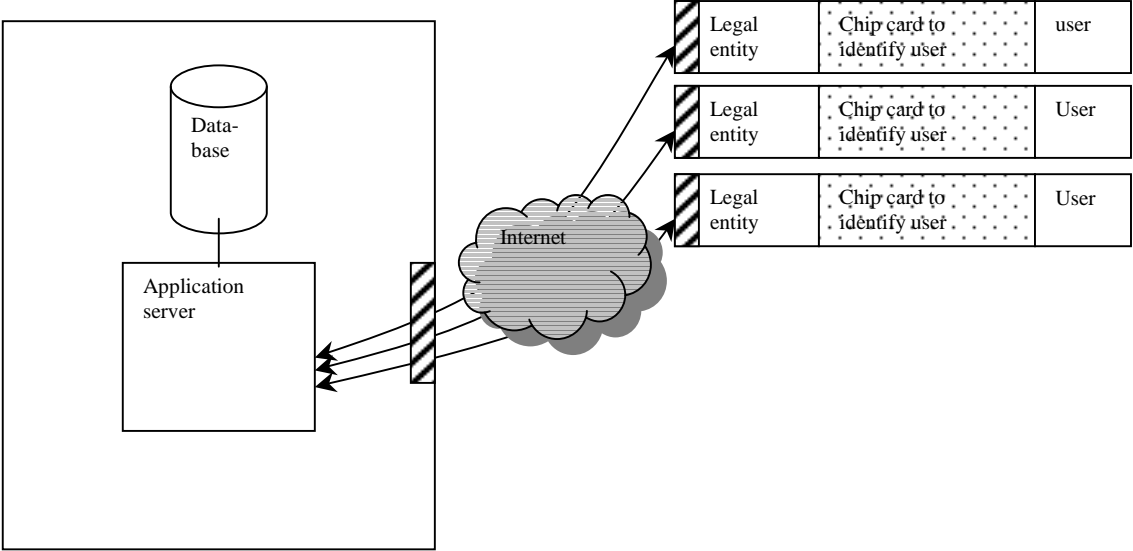 Legal
entity
Chip card to
identify user
user
Legal
entity
Chip card to
identify user
User
Legal
entity
Chip card to
identify user
User
Data-
base
Internet
Application
server